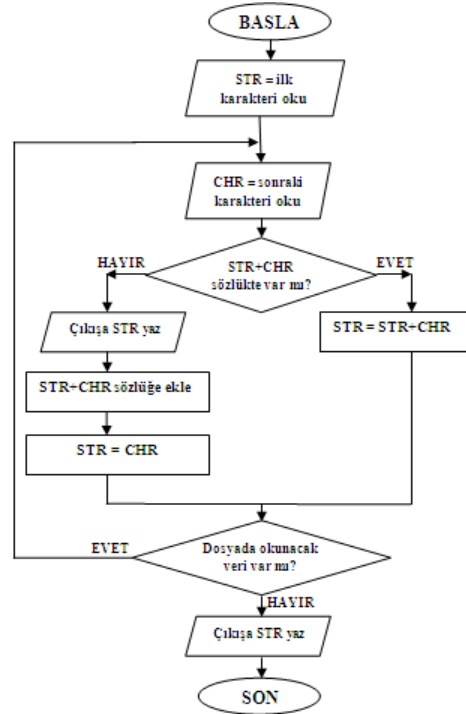 BASLA
STR = ilk
karakteri oku
CHR = sonraki
karakteri oku
HAYIR
STR+CHR
sözlükte var mı?
EVET
Çıkışa STR yaz
STR = STR+CHR
STR+CHR sözlüğe ekle
STR = CHR
EVET
Dosyada okunacak
veri var mı?
HAYIR
Çıkışa STR yaz
SON